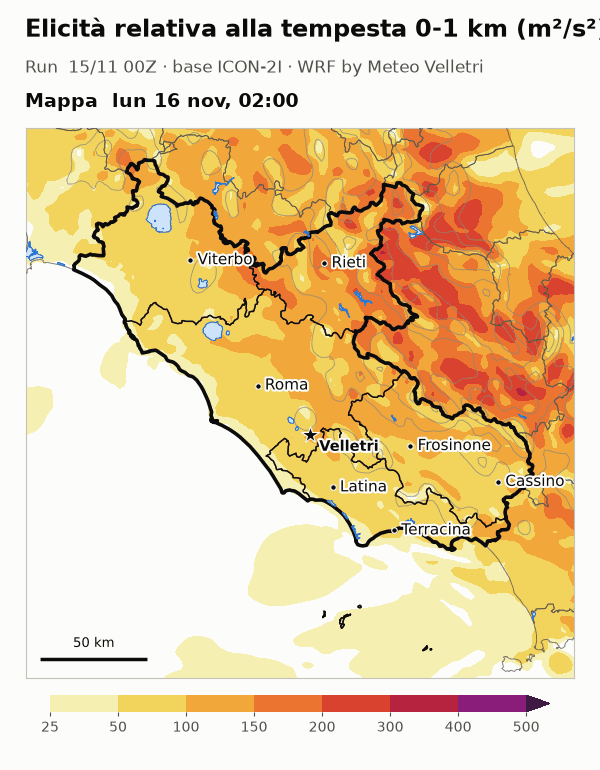 Elicità relativa alla tempesta 0-1 km (m²/s²)
Run  15/11 00Z · base ICON-2I · WRF by Meteo Velletri
Mappa  lun 16 nov, 02:00
Viterbo
Rieti
Roma
Velletri
Frosinone
Latina
Cassino
Terracina
50 km
25 50 100 150 200 300 400 500